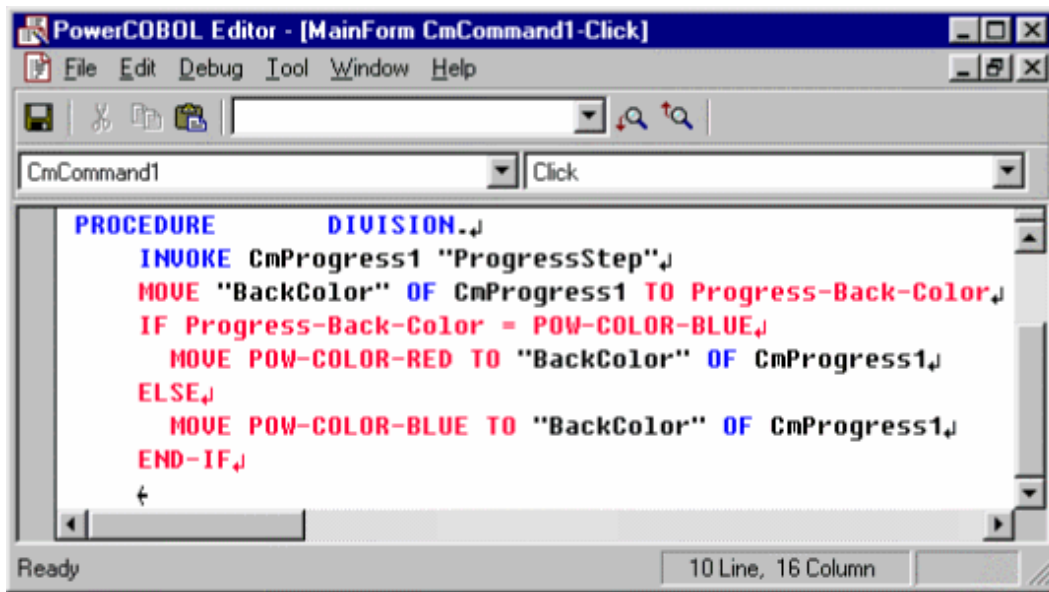 PowerCOBOL Editor - [MainForm CmCommand1-Click]
File Edit Debug Tool Window Help
CmCommand1 Click
PROCEDURE DIVISION.
INVOKE CmProgress1 "ProgressStep"
MOVE "BackColor" OF CmProgress1 TO Progress-Back-Color
IF Progress-Back-Color = POW-COLOR-BLUE
MOVE POW-COLOR-RED TO "BackColor" OF CmProgress1
ELSE
MOVE POW-COLOR-BLUE TO "BackColor" OF CmProgress1
END-IF
Ready 10 Line, 16 Column